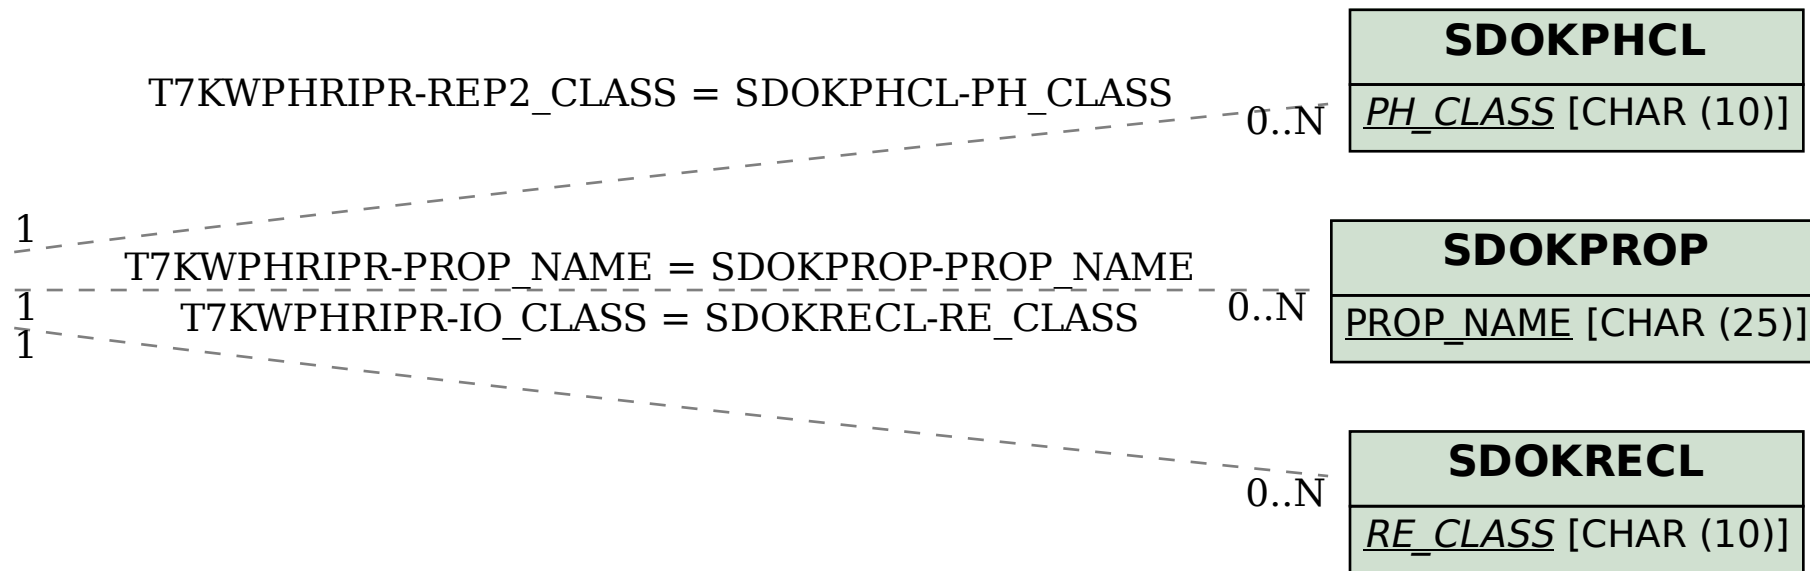 SDOKPHCL
T7KWPHRIPR-REP2_CLASS = SDOKPHCL-PH_CLASS
0..N
PH_CLASS [CHAR (10)]
1
SDOKPROP
T7KWPHRIPR-PROP_NAME = SDOKPROP-PROP_NAME
1
0..N
T7KWPHRIPR-IO_CLASS = SDOKRECL-RE_CLASS
PROP_NAME [CHAR (25)]
1
SDOKRECL
0..N
RE_CLASS [CHAR (10)]